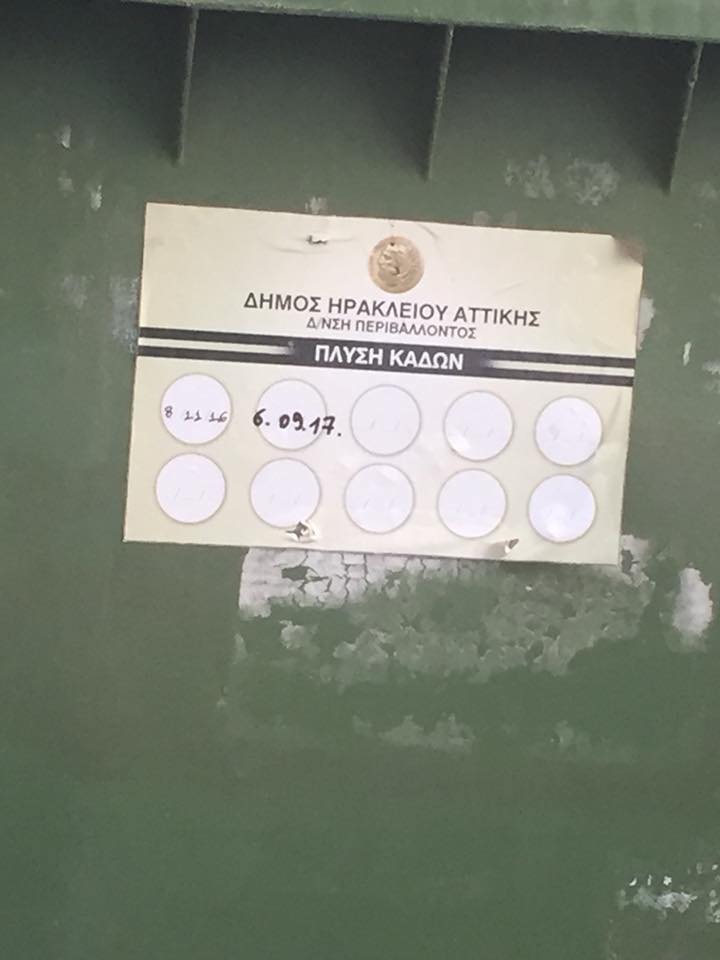 ΔΗΜΟΣ ΗΡΑΚΛΕΙΟΥ ΑΤΤΙΚΗΣ
Δ/ΝΣΗ ΠΕΡΙΒΑΛΛΟΝΤΟΣ
ΠΛΥΣΗ ΚΑΔΩΝ
8 11 16 6.09.17.